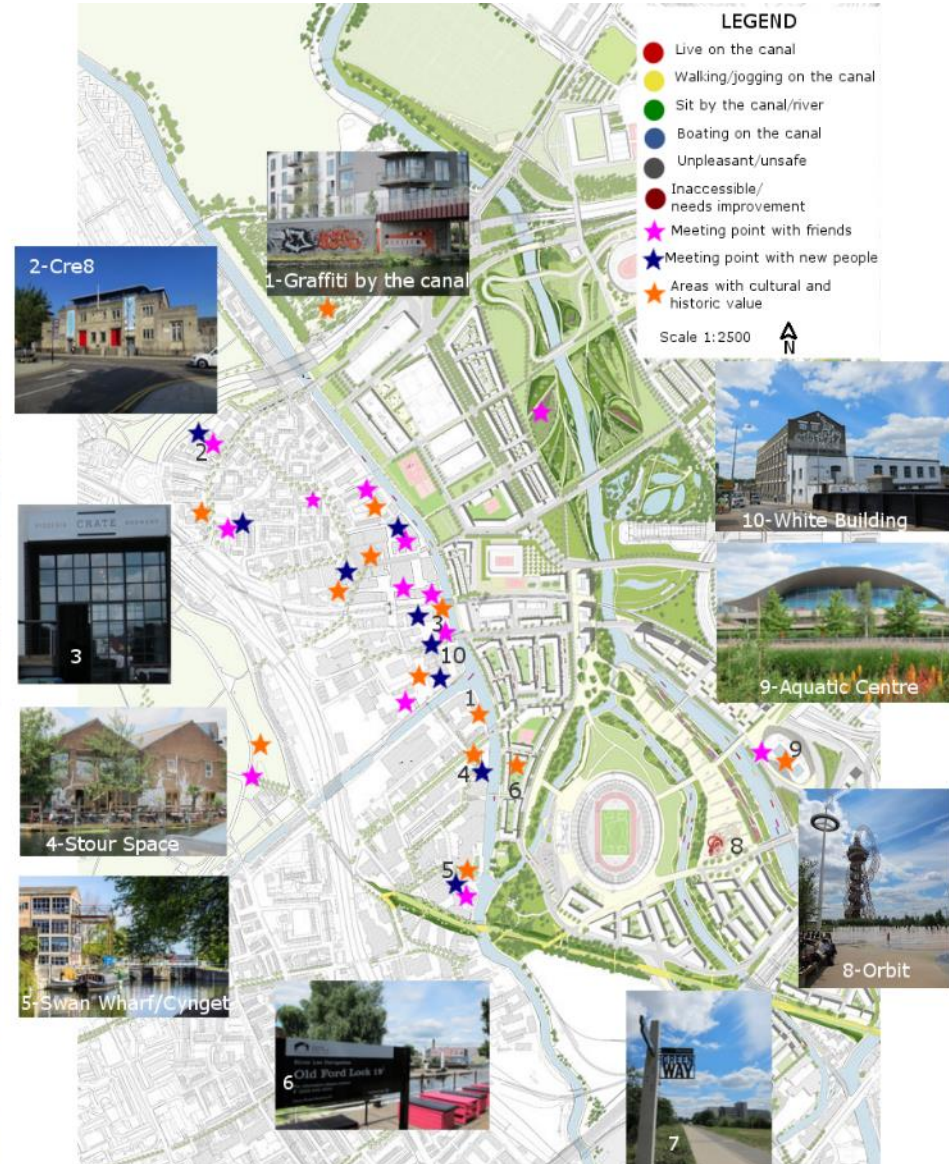 LEGEND
Live on the canal
Walking/jogging on the canal
Sit by the canal/river
Boating on the canal
Unpleasant/unsafe
Inaccessible/
needs improvement
Meeting point with friends
Meeting point with new people
Areas with cultural and
historic value
Scale 1:2500
N
1-Graffiti by the canal
2-Cre8
CRATE
3
4-Stour Space
5-Swan Wharf/Cynget
6
Old Ford Lock 19
GREEN
WAY
7
8-Orbit
9-Aquatic Centre
10-White Building
2
3
10
1
4
6
5
9
8